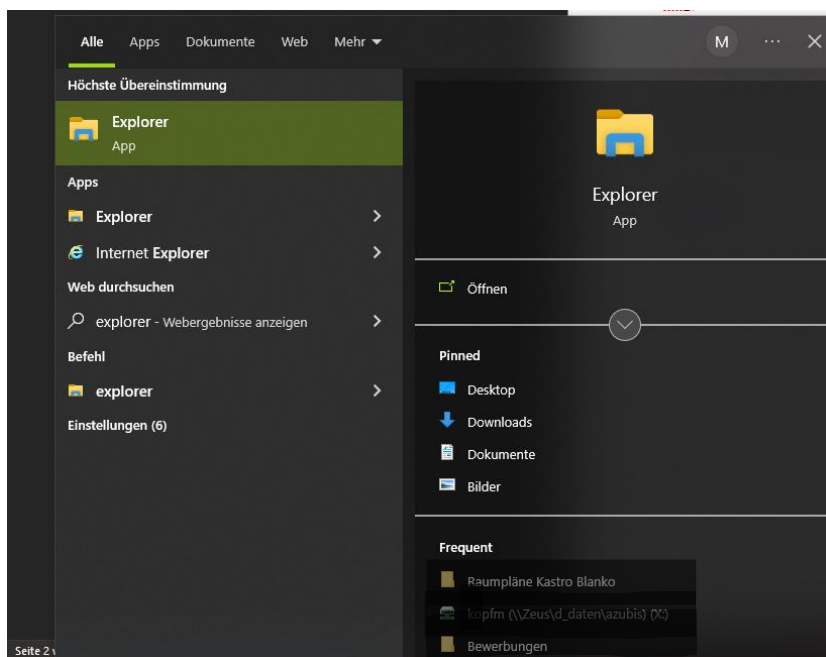 Alle Apps Dokumente Web Mehr
M
Höchste Übereinstimmung
Explorer
App
Apps
Explorer
Internet Explorer
Web durchsuchen
explorer - Webergebnisse anzeigen
Befehl
explorer
Einstellungen (6)
Explorer
App
Öffnen
Pinned
Desktop
Downloads
Dokumente
Bilder
Frequent
Raumpläne Kastro Blanko
kopfm (\\Zeus\d_daten\azubis) (X:)
Bewerbungen
Seite 2